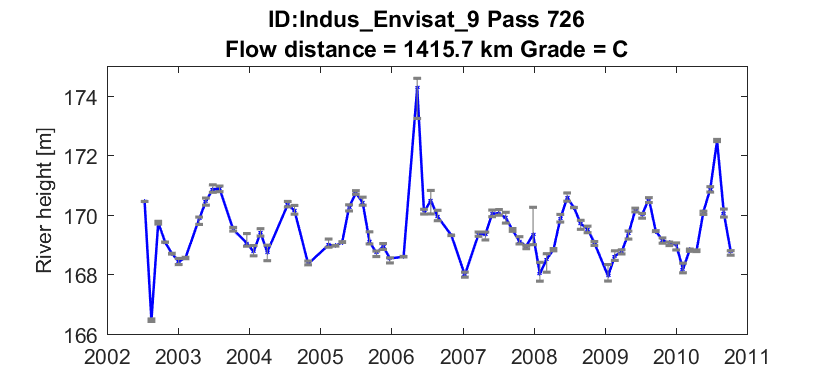 ID:Indus_Envisat_9 Pass 726
Flow distance = 1415.7 km Grade = C
River height [m]
174
172
170
168
166
2002 2003 2004 2005 2006 2007 2008 2009 2010 2011